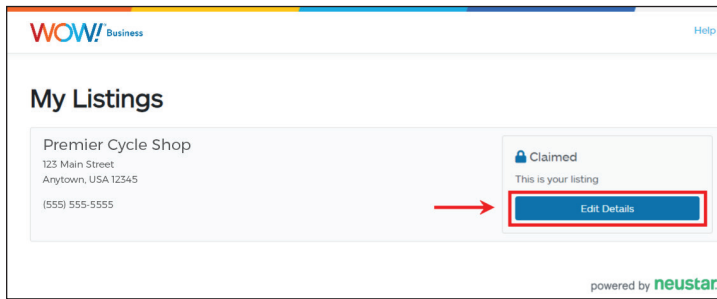 WOW! Business
Help
My Listings
Premier Cycle Shop
123 Main Street
Anytown, USA 12345
(555) 555-5555
Claimed
This is your listing
Edit Details
powered by neustar.